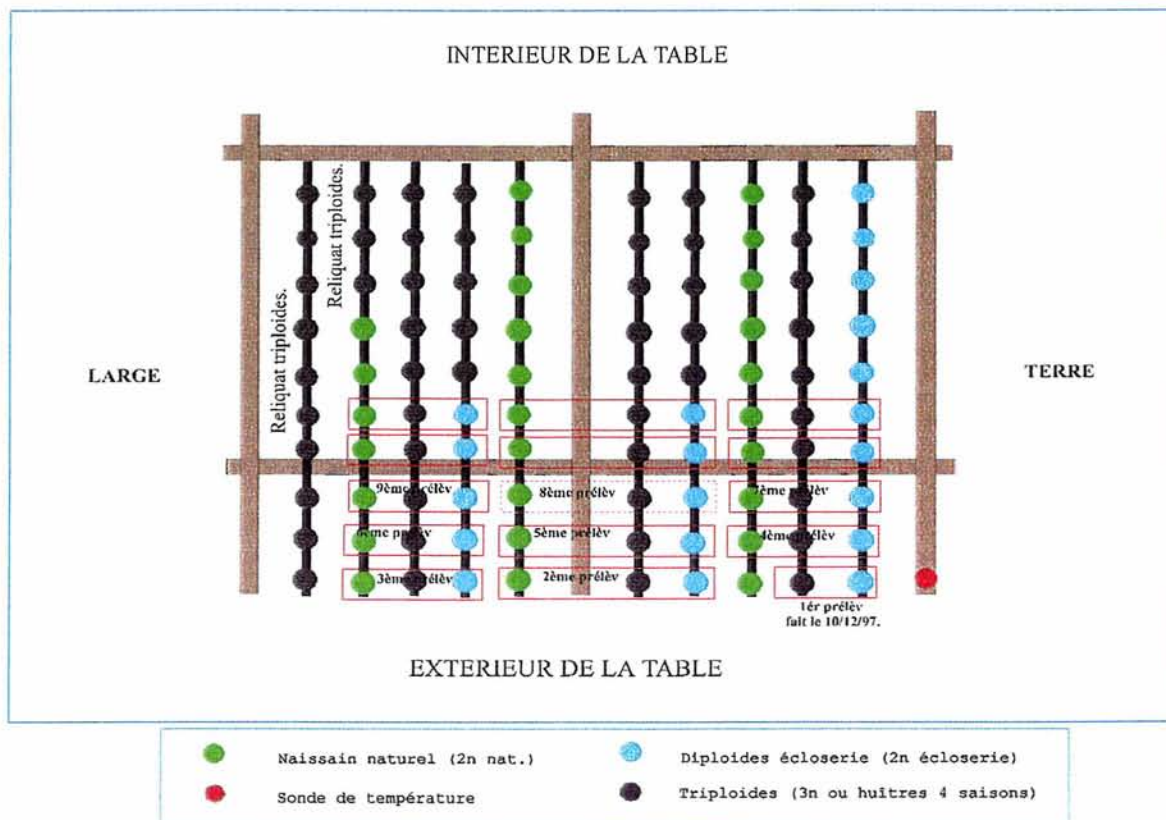 INTERIEUR DE LA TABLE
Reliquat triploides.
Reliquat triploides.
LARGE
TERRE
9ème prélèv
8ème prélèv
7ème prélèv
6ème prélèv
5ème prélèv
4ème prélèv
3ème prélèv
2ème prélèv
1ér prélèv
fait le 10/12/97.
EXTERIEUR DE LA TABLE
Naissain naturel (2n nat.)
Diploides écloserie (2n écloserie)
Sonde de température
Triploides (3n ou huîtres 4 saisons)